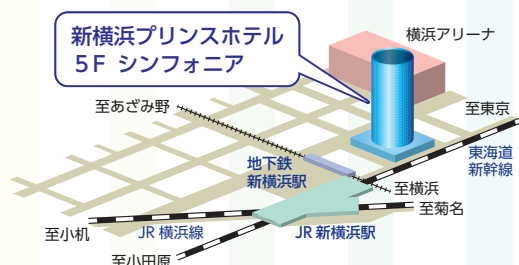 新横浜プリンスホテル
5F シンフォニア
横浜アリーナ
至あざみ野
至東京
東海道
新幹線
地下鉄
新横浜駅
至横浜
至菊名
至小机
JR 横浜線
JR 新横浜駅
至小田原